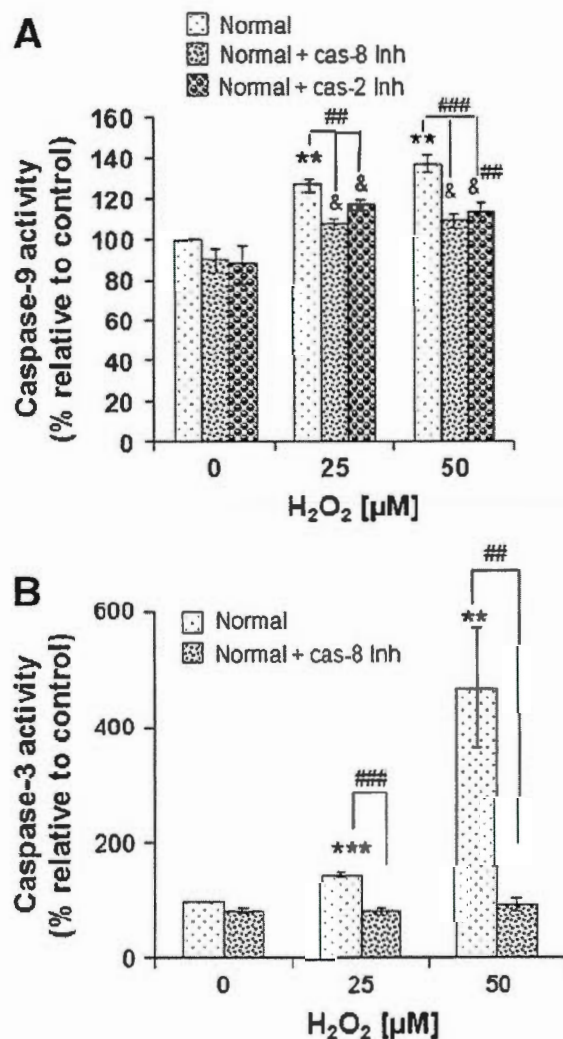 A
Normal
Normal + cas-8 Inh
Normal + cas-2 Inh
Caspase-9 activity
(% relative to control)
160
140
120
100
80
60
40
20
0
** ## & &
** ### & & ##
0 25 50
H₂O₂ [µM]
B
Normal
Normal + cas-8 Inh
Caspase-3 activity
(% relative to control)
600
400
200
0
*** ###
** ##
0 25 50
H₂O₂ [µM]